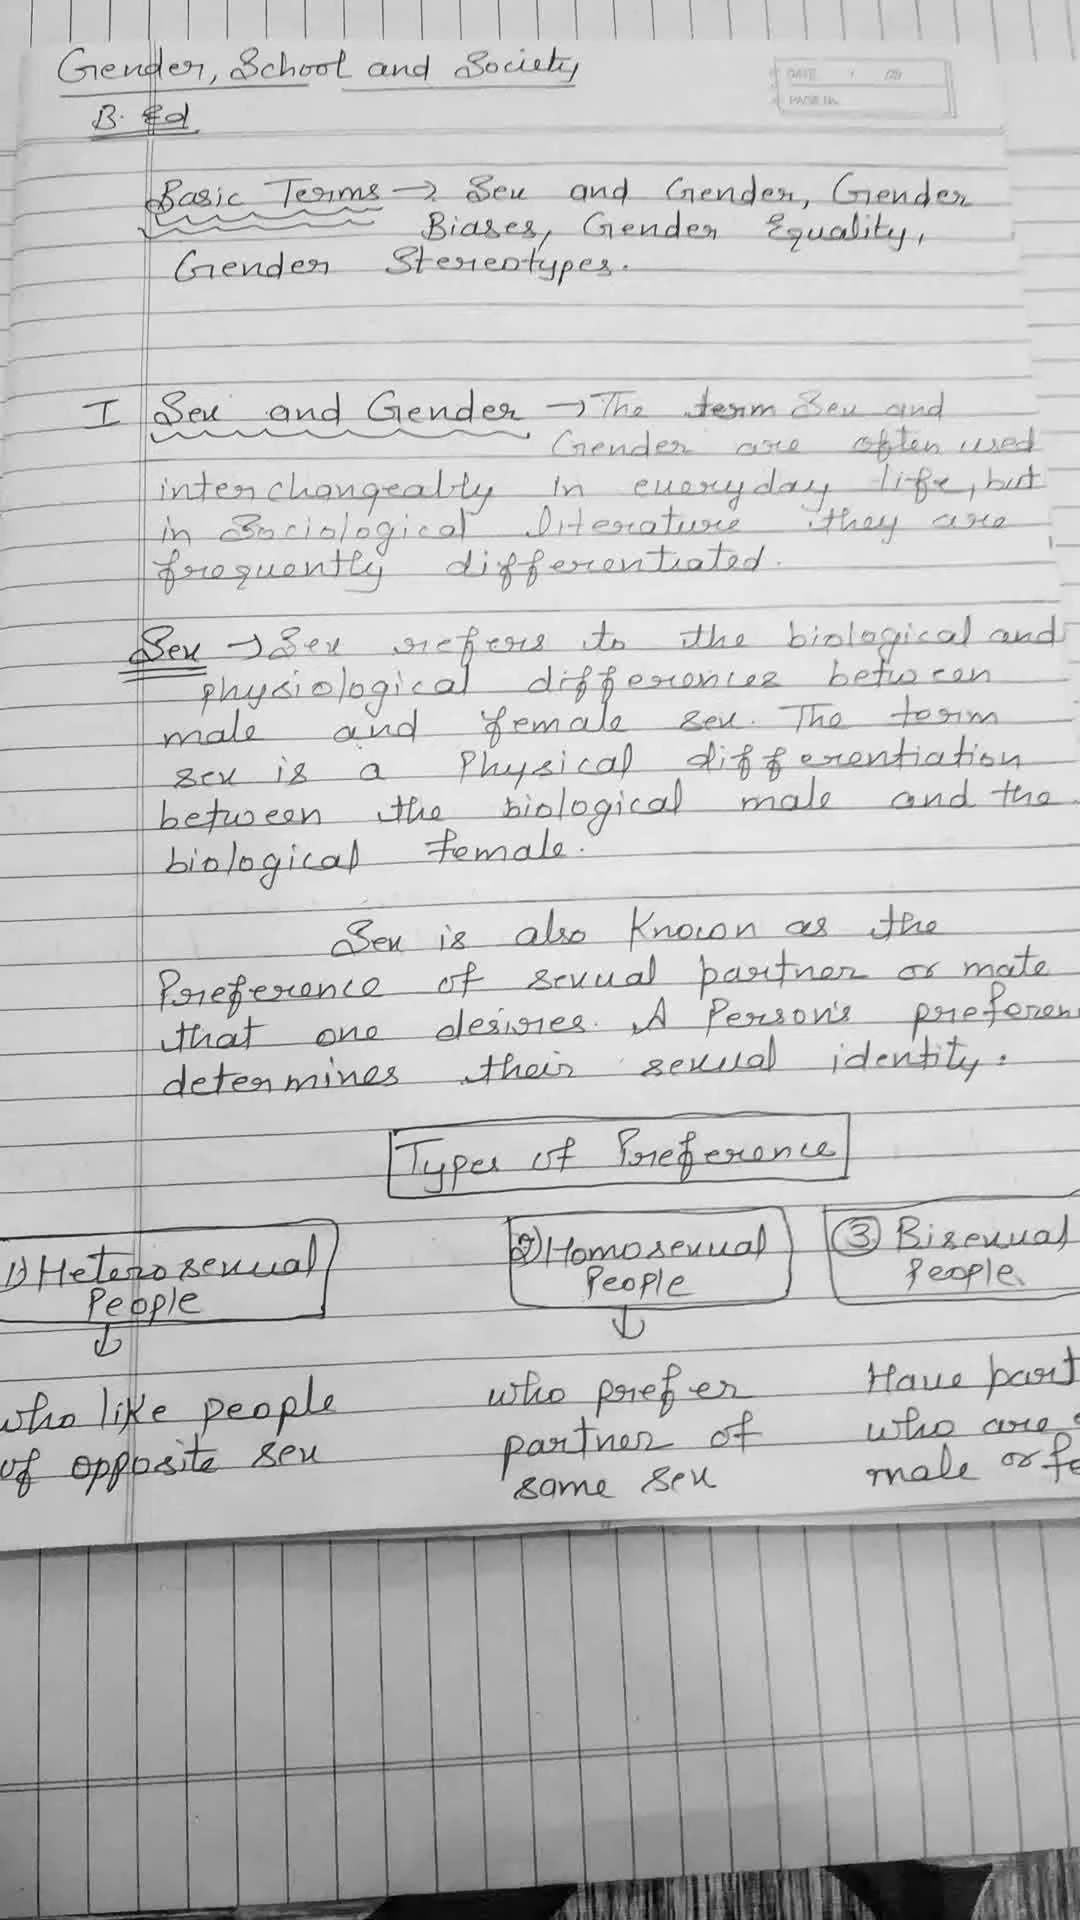 Gender, School and Society
B. Ed
DATE
PAGE No.
Basic Terms → Sex and Gender, Gender
Biases, Gender Equality,
Gender Stereotypes.
I Sex and Gender → The term Sex and
Gender are often used
interchangeably in everyday life, but
in Sociological literature they are
frequently differentiated.
Sex → Sex refers to the biological and
physiological differences between
male and female sex. The term
sex is a Physical differentiation
between the biological male and the
biological female.
Sex is also known as the
Preference of sexual partner or mate
that one desires. A Person's preferen
determines their sexual identity.
Types of Preference
1) Heterosexual People
2) Homosexual People
3 Bisexual People
who like people
of opposite sex
who prefer
partner of
same sex
Have part
who are
male or fe